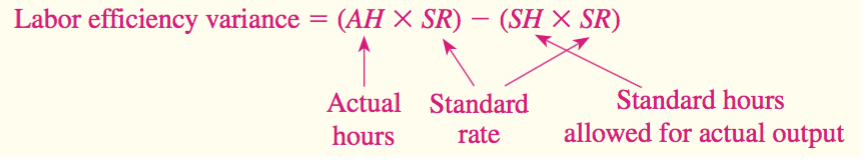 Labor efficiency variance = (AH × SR) − (SH × SR)
Actual hours
Standard rate
Standard hours
allowed for actual output